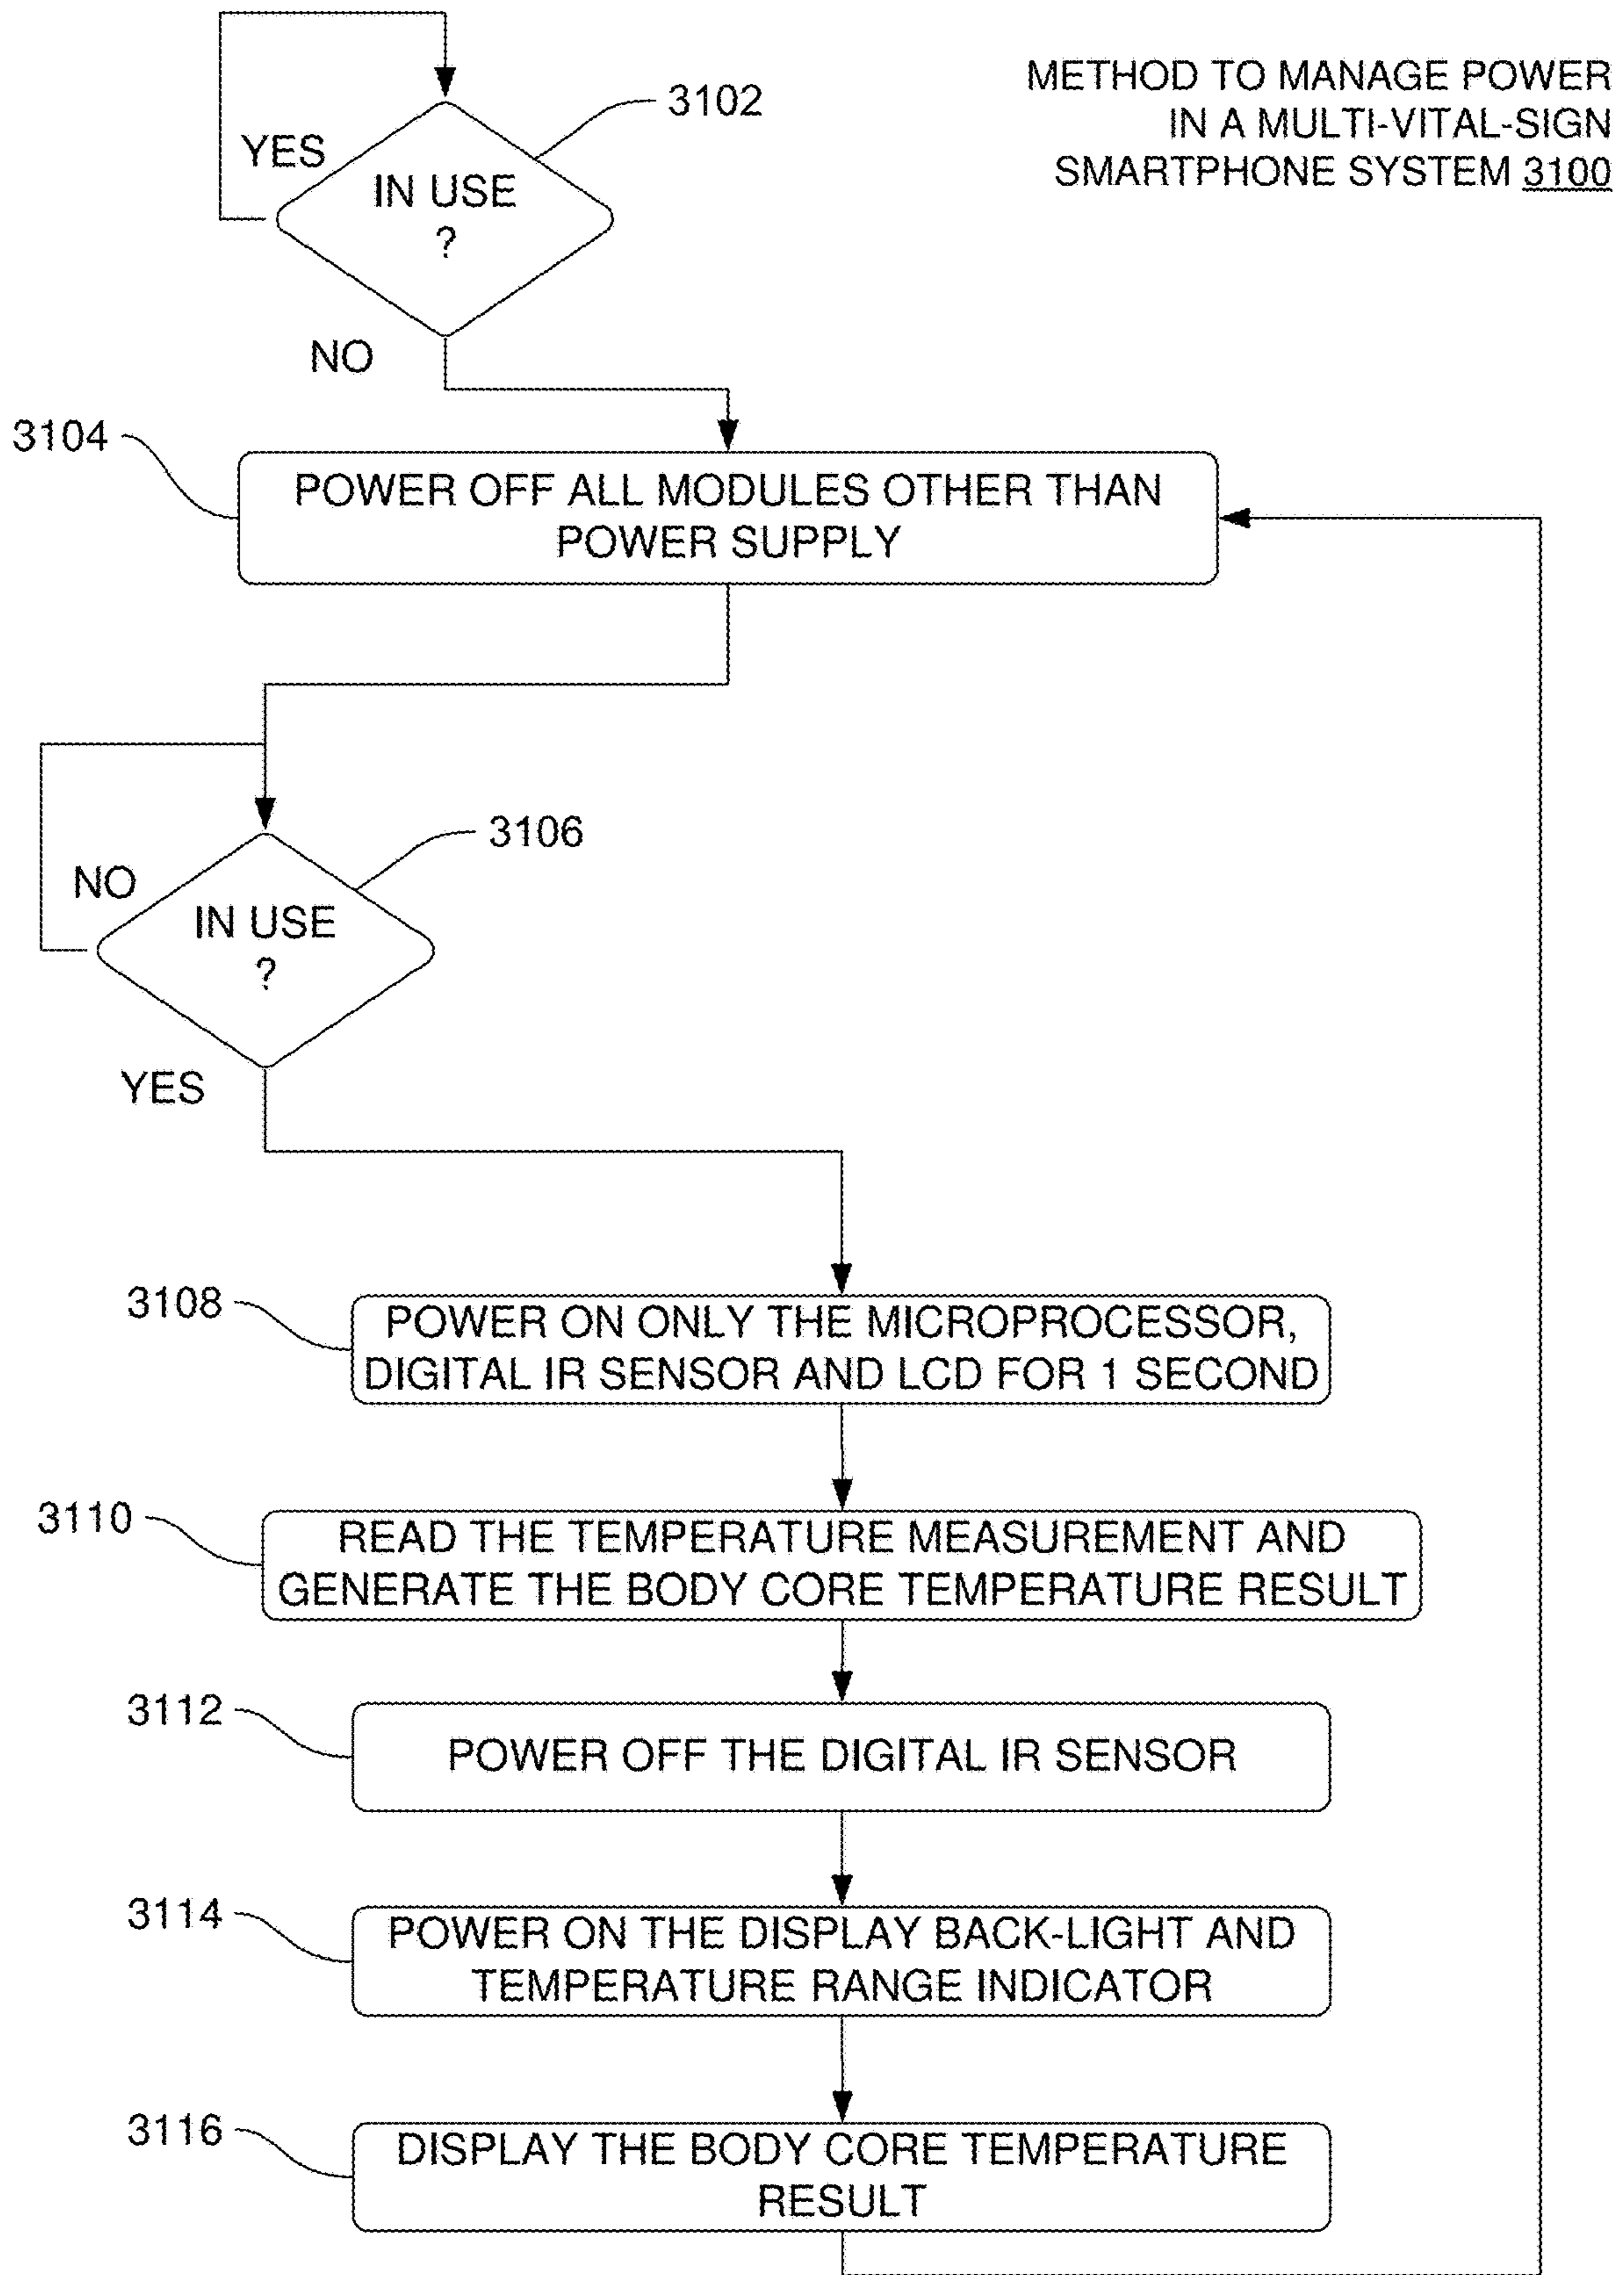 METHOD TO MANAGE POWER
IN A MULTI-VITAL-SIGN
SMARTPHONE SYSTEM 3100
3102
YES
IN USE
?
NO
3104
POWER OFF ALL MODULES OTHER THAN
POWER SUPPLY
3106
NO
IN USE
?
YES
3108
POWER ON ONLY THE MICROPROCESSOR,
DIGITAL IR SENSOR AND LCD FOR 1 SECOND
3110
READ THE TEMPERATURE MEASUREMENT AND
GENERATE THE BODY CORE TEMPERATURE RESULT
3112
POWER OFF THE DIGITAL IR SENSOR
3114
POWER ON THE DISPLAY BACK-LIGHT AND
TEMPERATURE RANGE INDICATOR
3116
DISPLAY THE BODY CORE TEMPERATURE
RESULT